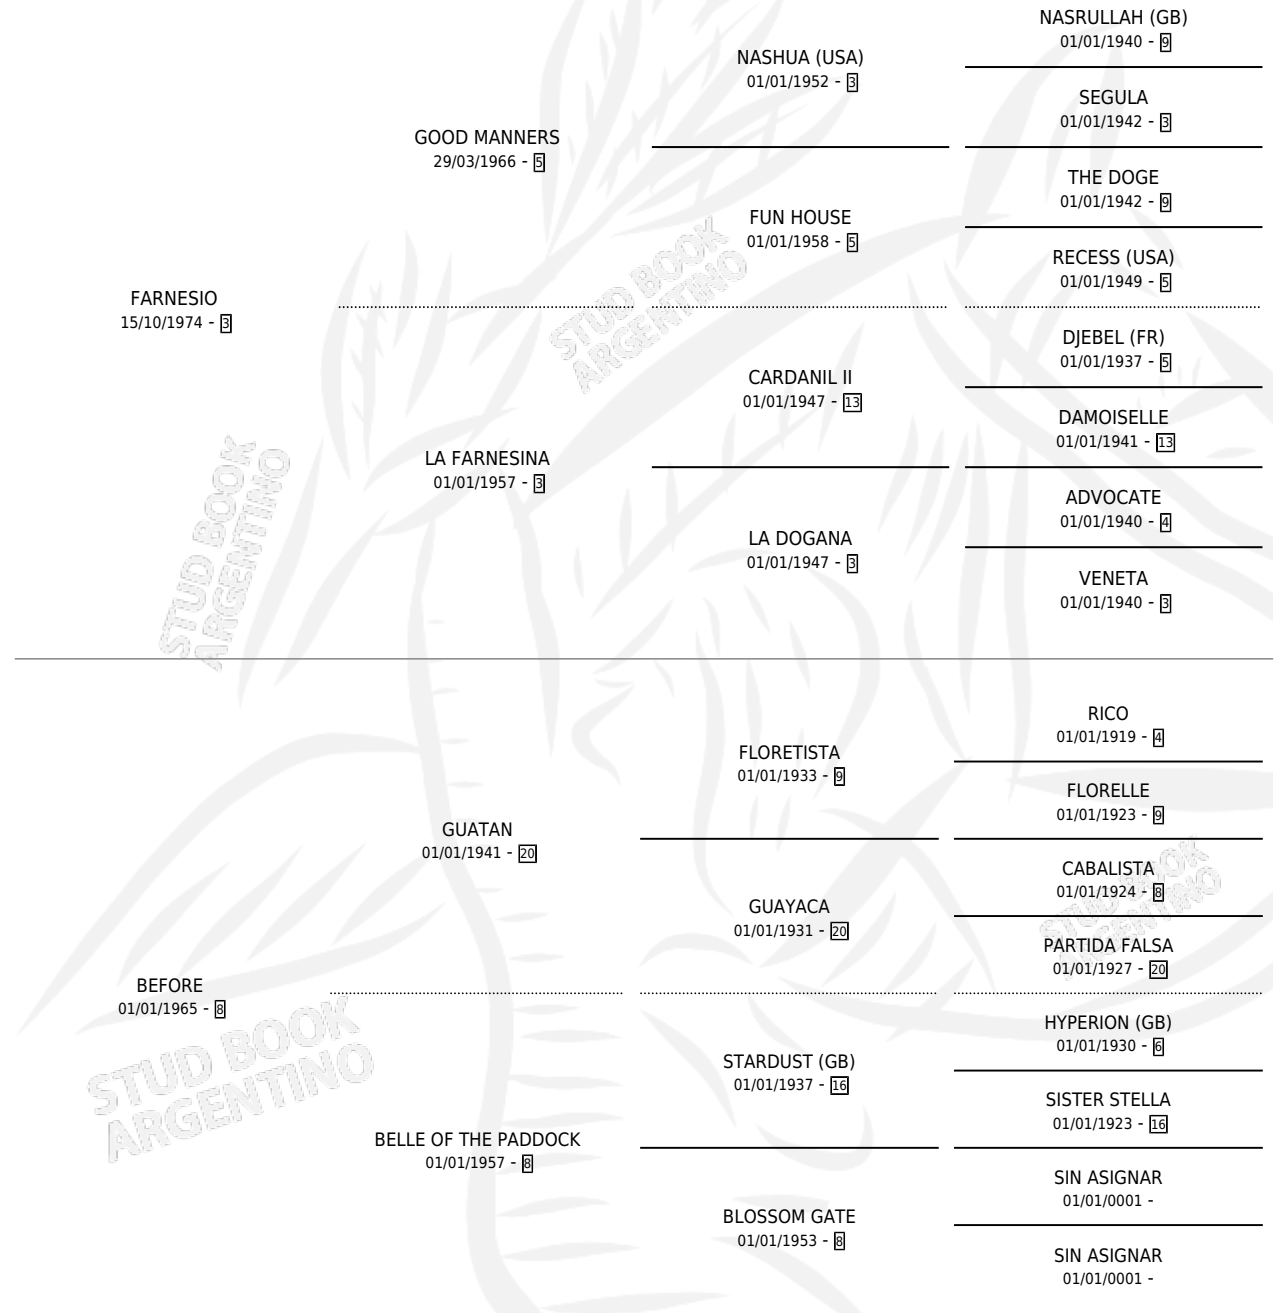 NASRULLAH (GB)
01/01/1940 - 9
NASHUA (USA)
01/01/1952 - 3
SEGULA
01/01/1942 - 3
GOOD MANNERS
29/03/1966 - 5
THE DOGE
01/01/1942 - 9
FUN HOUSE
01/01/1958 - 5
RECESS (USA)
01/01/1949 - 5
FARNESIO
15/10/1974 - 3
DJEBEL (FR)
01/01/1937 - 5
CARDANIL II
01/01/1947 - 13
DAMOISELLE
01/01/1941 - 13
LA FARNESINA
01/01/1957 - 3
ADVOCATE
01/01/1940 - 4
LA DOGANA
01/01/1947 - 3
VENETA
01/01/1940 - 3
STUD BOOK
ARGENTINO
STUD BOOK
ARGENTINO
RICO
01/01/1919 - 4
FLORETISTA
01/01/1933 - 9
FLORELLE
01/01/1923 - 9
GUATAN
01/01/1941 - 20
CABALISTA
01/01/1924 - 8
GUAYACA
01/01/1931 - 20
PARTIDA FALSA
01/01/1927 - 20
BEFORE
01/01/1965 - 8
HYPERION (GB)
01/01/1930 - 6
STARDUST (GB)
01/01/1937 - 16
SISTER STELLA
01/01/1923 - 16
BELLE OF THE PADDOCK
01/01/1957 - 8
SIN ASIGNAR
01/01/0001 -
BLOSSOM GATE
01/01/1953 - 8
SIN ASIGNAR
01/01/0001 -
STUD BOOK
ARGENTINO
STUD BOOK
ARGENTINO